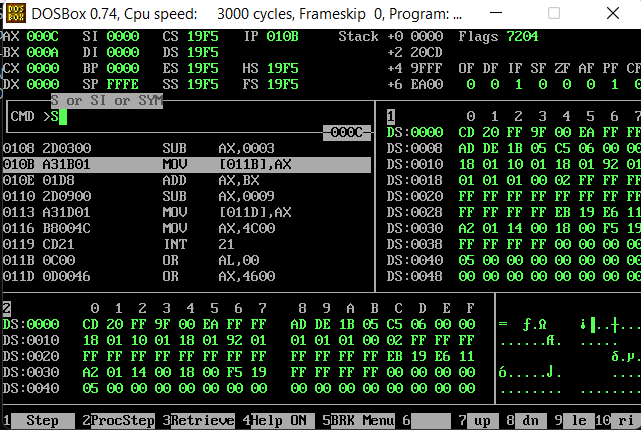 DOS BOX DOSBox 0.74, Cpu speed: 3000 cycles, Frameskip 0, Program: ...
AX 000C SI 0000 CS 19F5 IP 010B Stack +0 0000 Flags 7204
BX 000A DI 0000 DS 19F5 +2 20CD
CX 0000 BP 0000 ES 19F5 HS 19F5 +4 9FFF OF DF IF SF ZF AF PF CF
DX 0000 SP FFFE SS 19F5 FS 19F5 +6 EA00 0 0 1 0 0 0 1 0
S or SI or SYM
CMD >S
000C
1 0 1 2 3 4 5 6 7
DS:0000 CD 20 FF 9F 00 EA FF FF
DS:0008 AD DE 1B 05 C5 06 00 00
DS:0010 18 01 10 01 18 01 92 01
DS:0018 01 01 01 00 02 FF FF FF
DS:0020 FF FF FF FF FF FF FF FF
DS:0028 FF FF FF FF EB 19 E6 11
DS:0030 A2 01 14 00 18 00 F5 19
DS:0038 FF FF FF FF 00 00 00 00
DS:0040 05 00 00 00 00 00 00 00
DS:0048 00 00 00 00 00 00 00 00
0108 2D0300 SUB AX,0003
010B A31B01 MOV [011B],AX
010E 01D8 ADD AX,BX
0110 2D0900 SUB AX,0009
0113 A31D01 MOV [011D],AX
0116 B8004C MOV AX,4C00
0119 CD21 INT 21
011B 0C00 OR AL,00
011D 0D0046 OR AX,4600
2 0 1 2 3 4 5 6 7 8 9 A B C D E F
DS:0000 CD 20 FF 9F 00 EA FF FF AD DE 1B 05 C5 06 00 00
DS:0010 18 01 10 01 18 01 92 01 01 01 01 00 02 FF FF FF
DS:0020 FF FF FF FF FF FF FF FF FF FF FF FF EB 19 E6 11
DS:0030 A2 01 14 00 18 00 F5 19 FF FF FF FF 00 00 00 00
DS:0040 05 00 00 00 00 00 00 00 00 00 00 00 00 00 00 00
1 Step 2ProcStep 3Retrieve 4Help ON 5BRK Menu 6 7 up 8 dn 9 le 10 ri